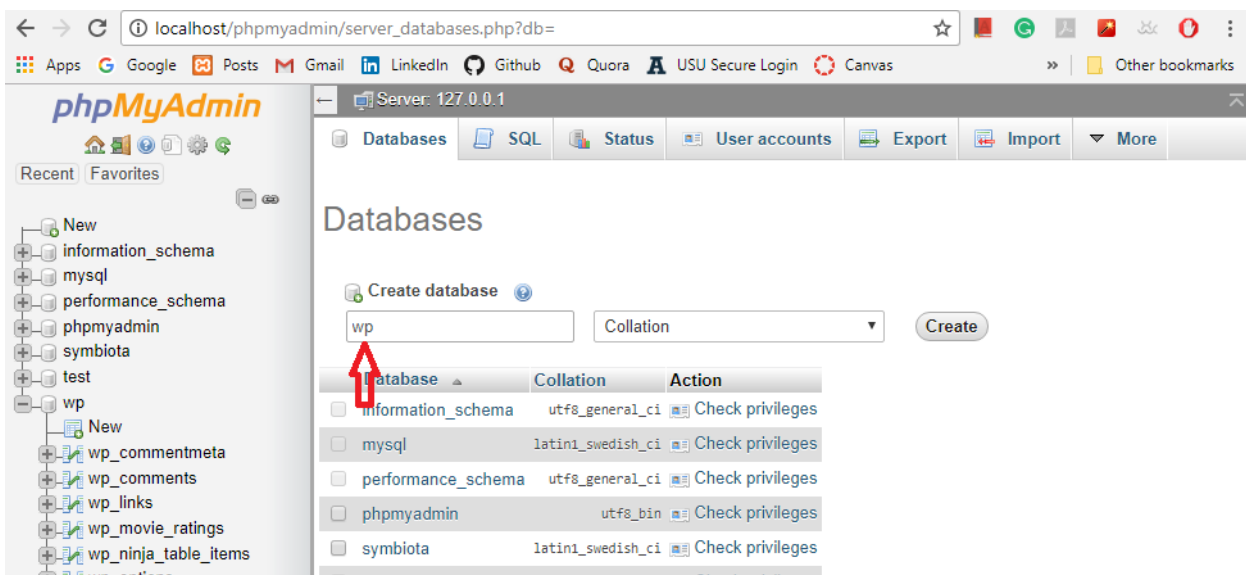 localhost/phpmyadmin/server_databases.php?db=
Apps Google Posts Gmail LinkedIn Github Quora USU Secure Login Canvas » Other bookmarks
phpMyAdmin
Recent Favorites
New
information_schema
mysql
performance_schema
phpmyadmin
symbiota
test
wp
New
wp_commentmeta
wp_comments
wp_links
wp_movie_ratings
wp_ninja_table_items
Server: 127.0.0.1
Databases SQL Status User accounts Export Import More
Databases
Create database
wp Collation Create
Database Collation Action
information_schema utf8_general_ci Check privileges
mysql latin1_swedish_ci Check privileges
performance_schema utf8_general_ci Check privileges
phpmyadmin utf8_bin Check privileges
symbiota latin1_swedish_ci Check privileges